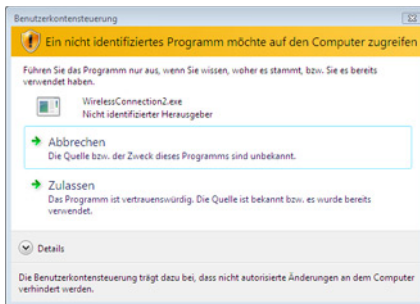 Benutzerkontensteuerung
Ein nicht identifiziertes Programm möchte auf den Computer zugreifen
Führen Sie das Programm nur aus, wenn Sie wissen, woher es stammt, bzw. Sie es bereits
verwendet haben.
WirelessConnection2.exe
Nicht identifizierter Herausgeber
Abbrechen
Die Quelle bzw. der Zweck dieses Programms sind unbekannt.
Zulassen
Das Programm ist vertrauenswürdig. Die Quelle ist bekannt bzw. es wurde bereits
verwendet.
Details
Die Benutzerkontensteuerung trägt dazu bei, dass nicht autorisierte Änderungen an dem Computer
verhindert werden.